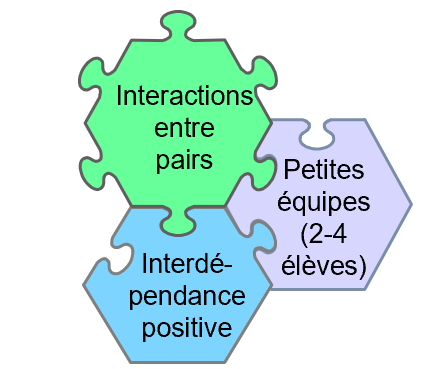 Interactions
entre
pairs
Petites
équipes
(2-4
élèves)
Interdé-
pendance
positive